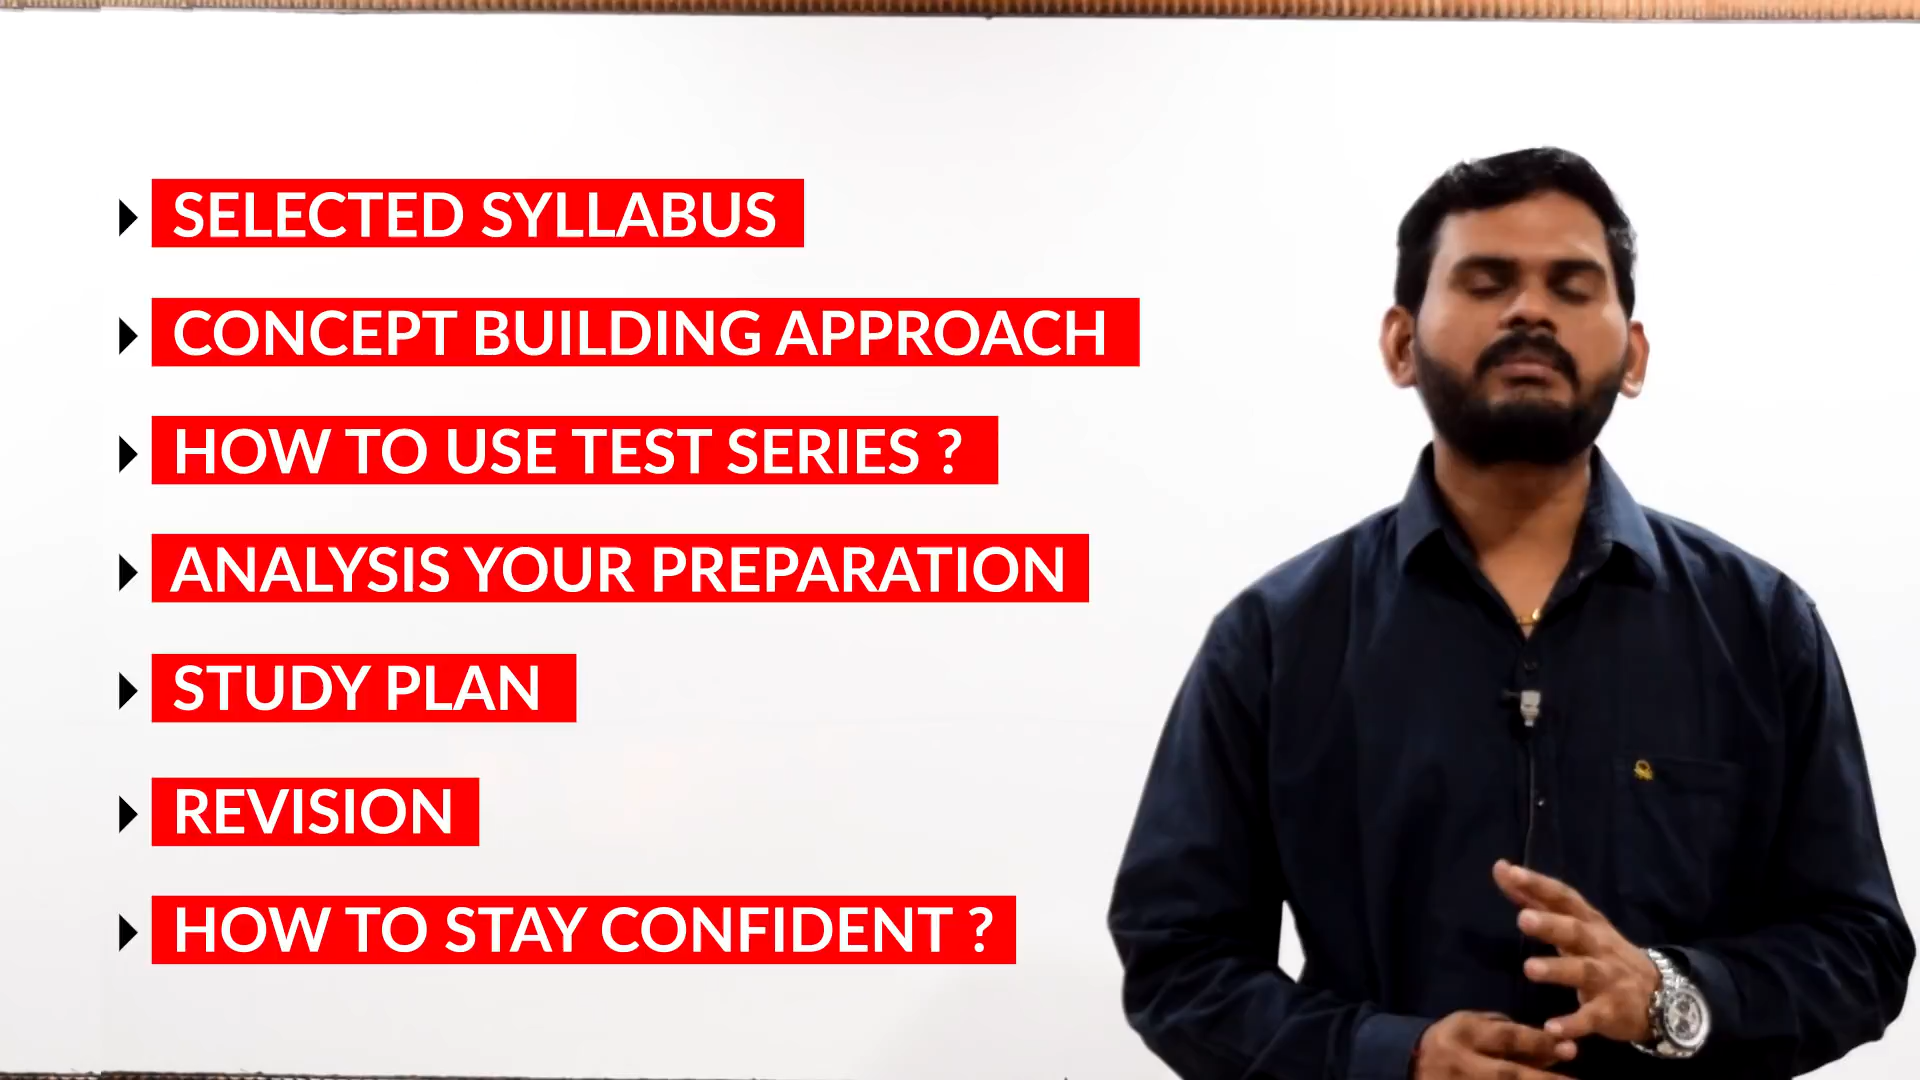 SELECTED SYLLABUS
CONCEPT BUILDING APPROACH
HOW TO USE TEST SERIES ?
ANALYSIS YOUR PREPARATION
STUDY PLAN
REVISION
HOW TO STAY CONFIDENT ?